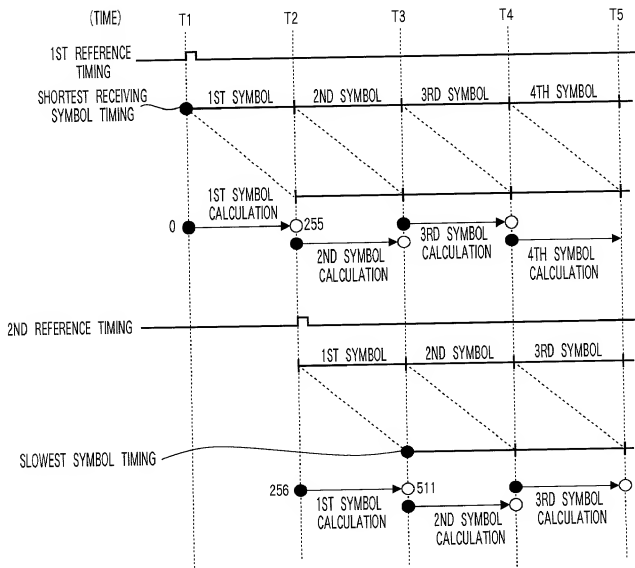 (TIME) T1 T2 T3 T4 T5
1ST REFERENCE
TIMING
SHORTEST RECEIVING
SYMBOL TIMING
1ST SYMBOL 2ND SYMBOL 3RD SYMBOL 4TH SYMBOL
1ST SYMBOL
CALCULATION
0 255
2ND SYMBOL
CALCULATION
3RD SYMBOL
CALCULATION
4TH SYMBOL
CALCULATION
2ND REFERENCE TIMING
1ST SYMBOL 2ND SYMBOL 3RD SYMBOL
SLOWEST SYMBOL TIMING
256 511
1ST SYMBOL
CALCULATION
2ND SYMBOL
CALCULATION
3RD SYMBOL
CALCULATION